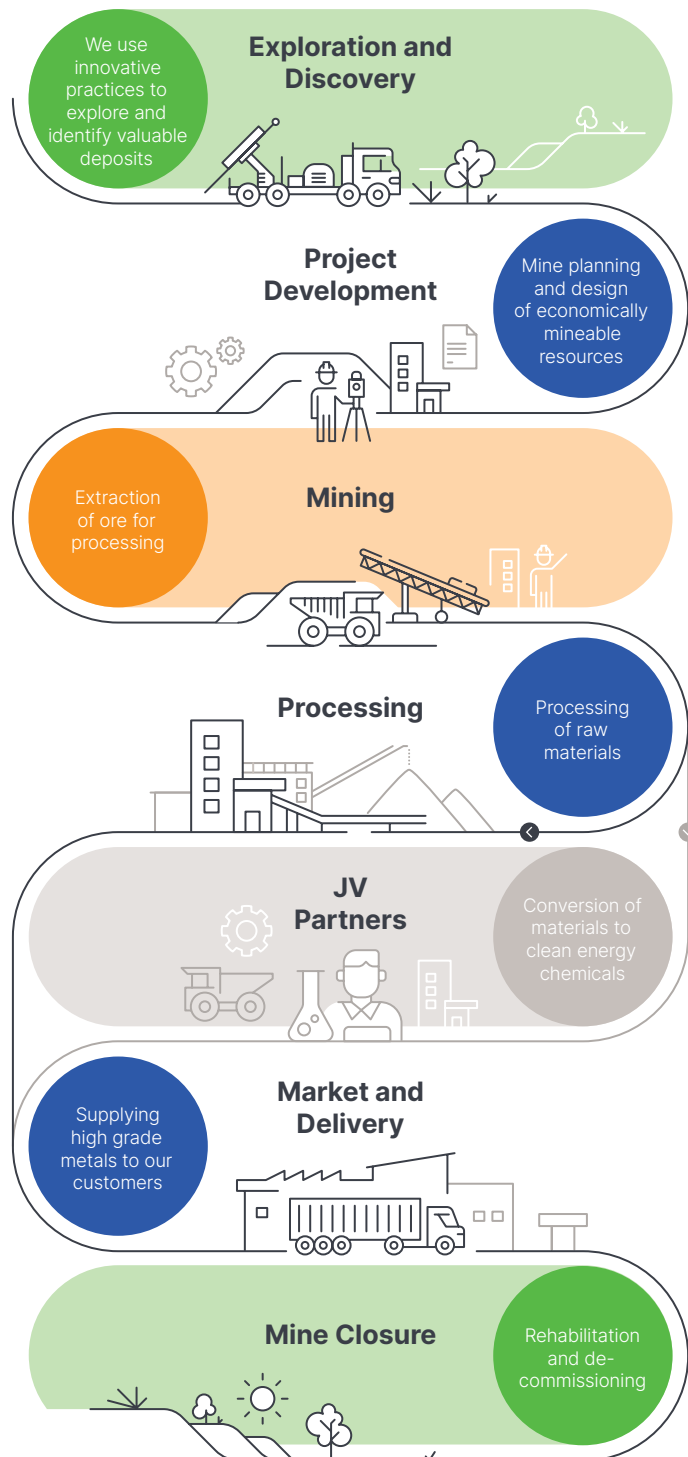 We use
innovative
practices to
explore and
identify valuable
deposits
Exploration and
Discovery
Project
Development
Mine planning
and design
of economically
mineable
resources
Extraction
of ore for
processing
Mining
Processing
Processing
of raw
materials
JV
Partners
Conversion of
materials to
clean energy
chemicals
Market and
Delivery
Supplying
high grade
metals to our
customers
Mine Closure
Rehabilitation
and de-
commissioning